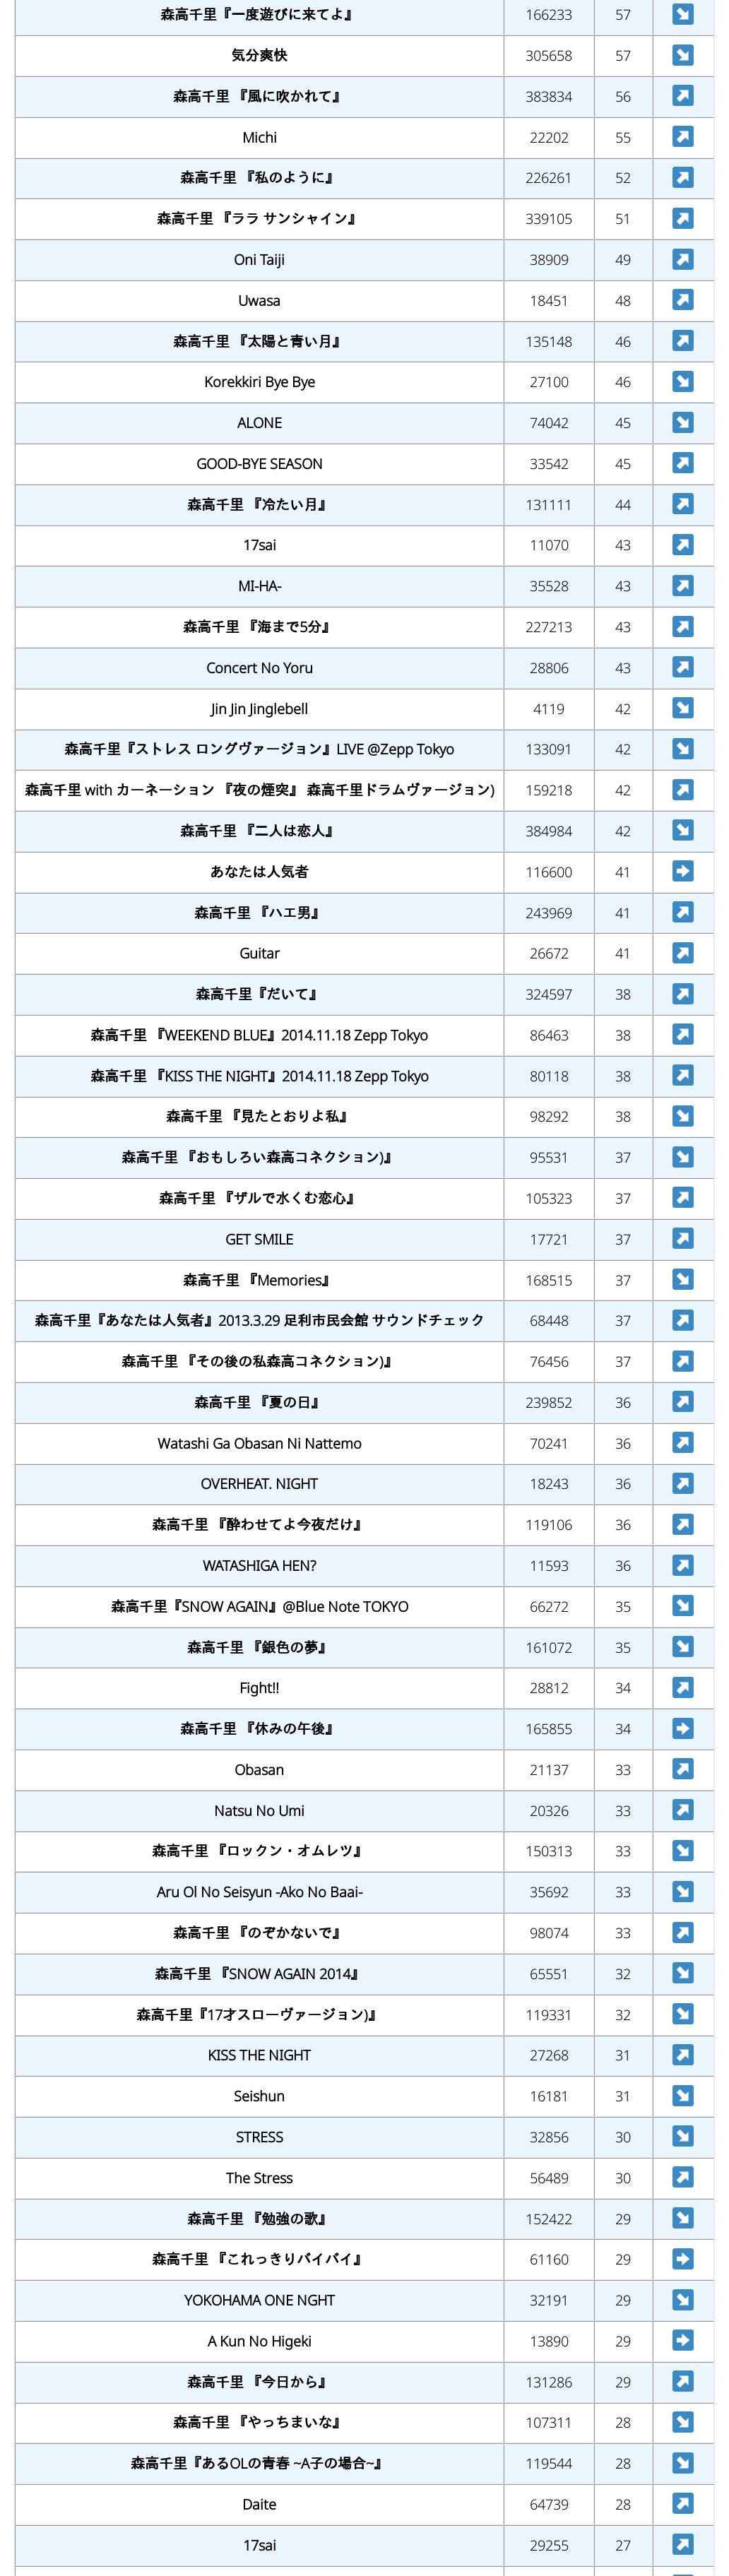 森高千里『一度遊びに来てよ』 166233 57
気分爽快 305658 57
森高千里 『風に吹かれて』 383834 56
Michi 22202 55
森高千里 『私のように』 226261 52
森高千里 『ララ サンシャイン』 339105 51
Oni Taiji 38909 49
Uwasa 18451 48
森高千里 『太陽と青い月』 135148 46
Korekkiri Bye Bye 27100 46
ALONE 74042 45
GOOD-BYE SEASON 33542 45
森高千里 『冷たい月』 131111 44
17sai 11070 43
MI-HA- 35528 43
森高千里 『海まで5分』 227213 43
Concert No Yoru 28806 43
Jin Jin Jinglebell 4119 42
森高千里『ストレス ロングヴァージョン』LIVE @Zepp Tokyo 133091 42
森高千里 with カーネーション 『夜の煙突』 森高千里ドラムヴァージョン) 159218 42
森高千里 『二人は恋人』 384984 42
あなたは人気者 116600 41
森高千里 『ハエ男』 243969 41
Guitar 26672 41
森高千里『だいて』 324597 38
森高千里 『WEEKEND BLUE』2014.11.18 Zepp Tokyo 86463 38
森高千里 『KISS THE NIGHT』2014.11.18 Zepp Tokyo 80118 38
森高千里 『見たとおりよ私』 98292 38
森高千里 『おもしろい森高コネクション)』 95531 37
森高千里 『ザルで水くむ恋心』 105323 37
GET SMILE 17721 37
森高千里 『Memories』 168515 37
森高千里『あなたは人気者』2013.3.29 足利市民会館 サウンドチェック 68448 37
森高千里 『その後の私森高コネクション)』 76456 37
森高千里 『夏の日』 239852 36
Watashi Ga Obasan Ni Nattemo 70241 36
OVERHEAT. NIGHT 18243 36
森高千里 『酔わせてよ今夜だけ』 119106 36
WATASHIGA HEN? 11593 36
森高千里『SNOW AGAIN』@Blue Note TOKYO 66272 35
森高千里 『銀色の夢』 161072 35
Fight!! 28812 34
森高千里 『休みの午後』 165855 34
Obasan 21137 33
Natsu No Umi 20326 33
森高千里 『ロックン・オムレツ』 150313 33
Aru Ol No Seisyun -Ako No Baai- 35692 33
森高千里 『のぞかないで』 98074 33
森高千里 『SNOW AGAIN 2014』 65551 32
森高千里『17才スローヴァージョン)』 119331 32
KISS THE NIGHT 27268 31
Seishun 16181 31
STRESS 32856 30
The Stress 56489 30
森高千里 『勉強の歌』 152422 29
森高千里 『これっきりバイバイ』 61160 29
YOKOHAMA ONE NGHT 32191 29
A Kun No Higeki 13890 29
森高千里 『今日から』 131286 29
森高千里 『やっちまいな』 107311 28
森高千里『あるOLの青春 ~A子の場合~』 119544 28
Daite 64739 28
17sai 29255 27